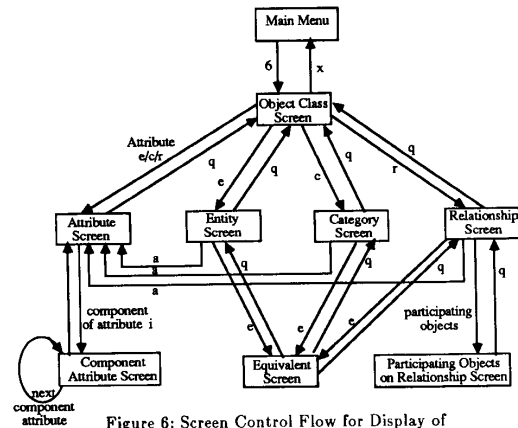 Main Menu
6
x
Object Class
Screen
Attribute
e/c/r
q
e
q
c
q
r
q
Attribute
Screen
Entity
Screen
Category
Screen
Relationship
Screen
a
a
a
q
q
q
q
component
of attribute i
e
e
e
participating
objects
Component
Attribute Screen
Equivalent
Screen
Participating Objects
on Relationship Screen
next
component
attribute
Figure 6: Screen Control Flow for Display of